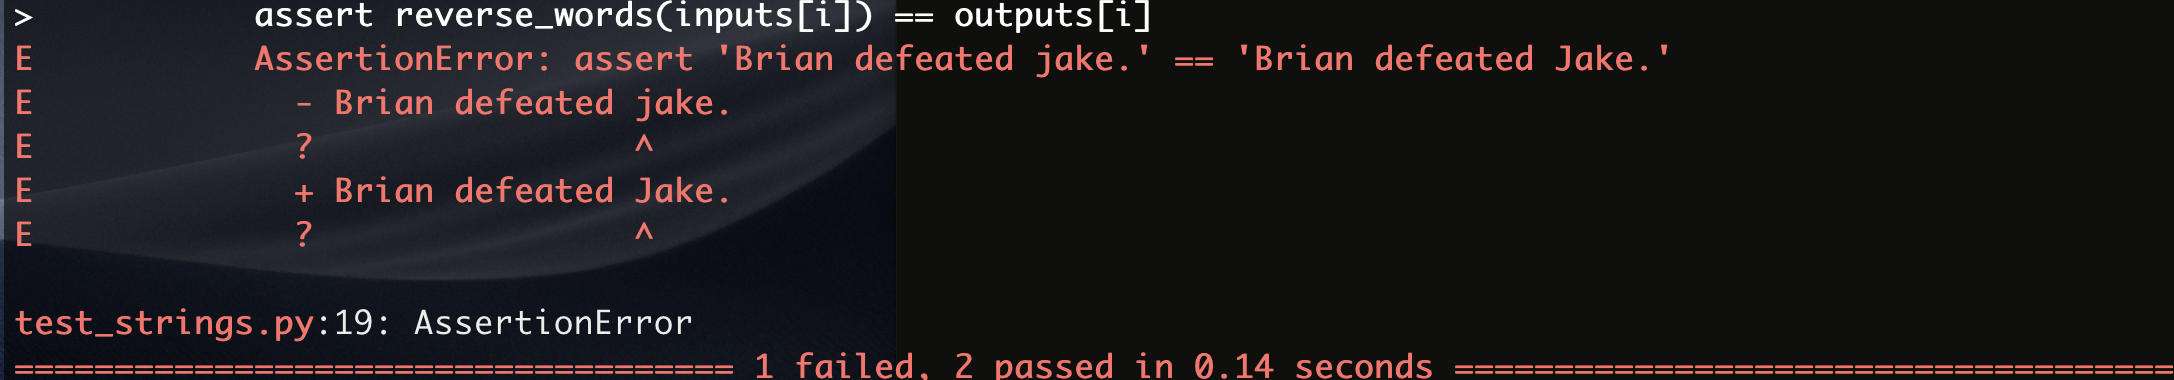 >           assert reverse_words(inputs[i]) == outputs[i]
E           AssertionError: assert 'Brian defeated jake.' == 'Brian defeated Jake.'
E             - Brian defeated jake.
E             ?                ^
E             + Brian defeated Jake.
E             ?                ^
test_strings.py:19: AssertionError
==================================== 1 failed, 2 passed in 0.14 seconds ====================================